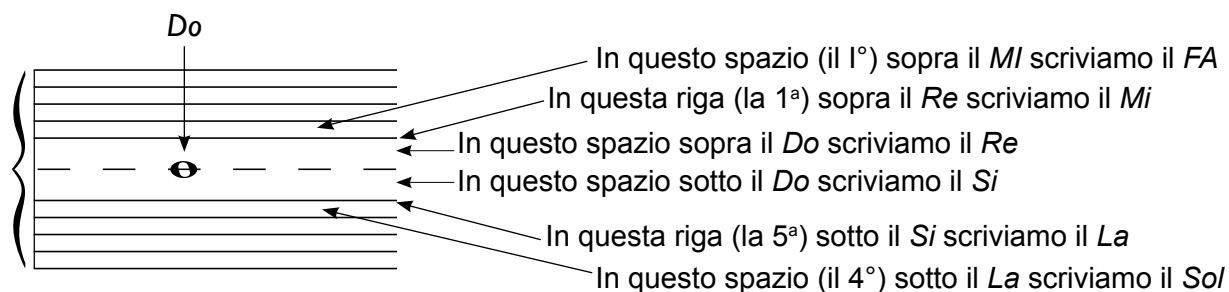 Do
In questo spazio (il I°) sopra il MI scriviamo il FA
In questa riga (la 1ª) sopra il Re scriviamo il Mi
In questo spazio sopra il Do scriviamo il Re
In questo spazio sotto il Do scriviamo il Si
In questa riga (la 5ª) sotto il Si scriviamo il La
In questo spazio (il 4°) sotto il La scriviamo il Sol